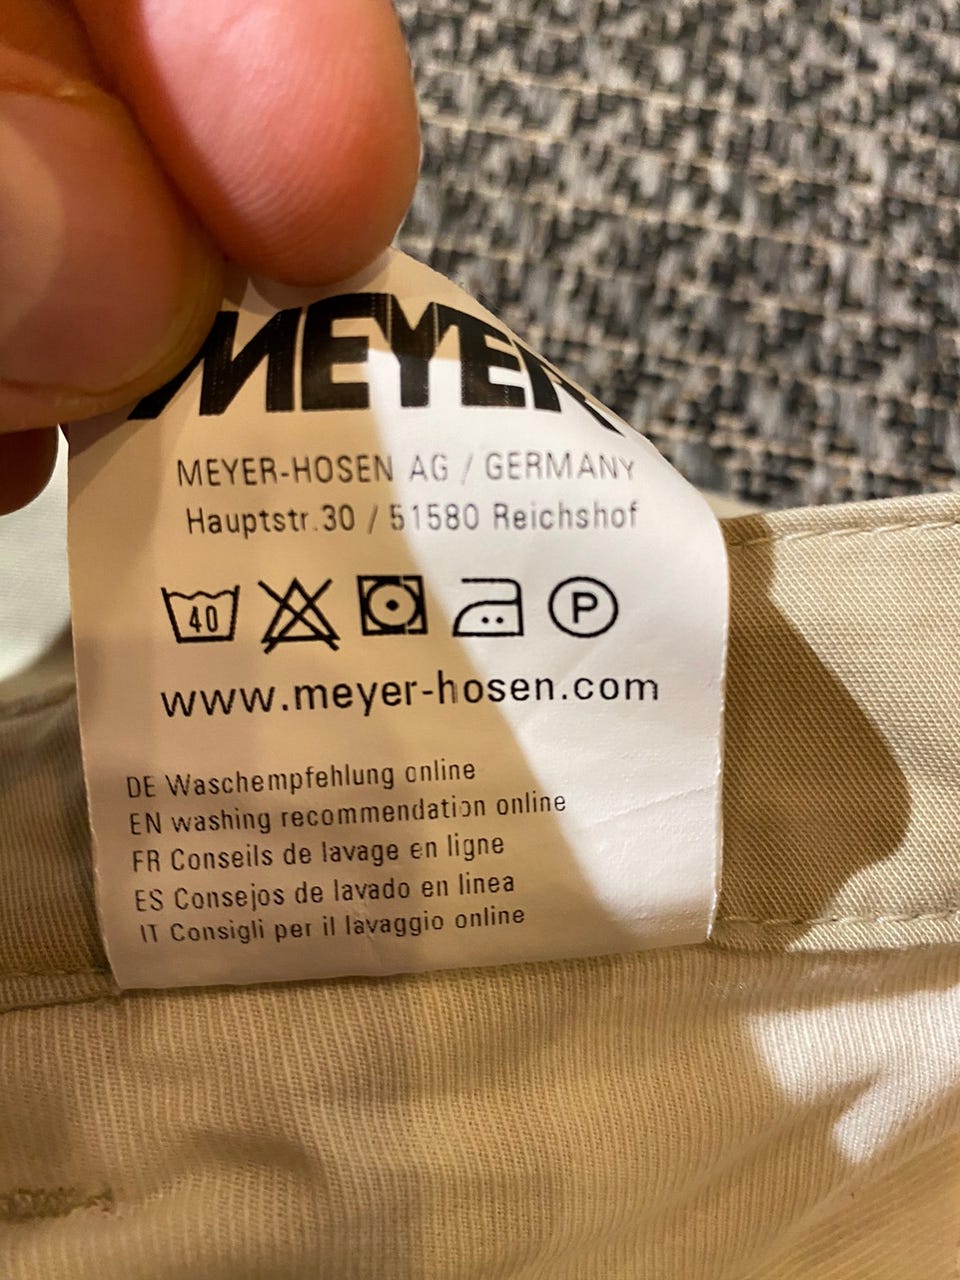 MEYER
MEYER-HOSEN AG / GERMANY
Hauptstr.30 / 51580 Reichshof
40 P
www.meyer-hosen.com
DE Waschempfehlung online
EN washing recommendation online
FR Conseils de lavage en ligne
ES Consejos de lavado en linea
IT Consigli per il lavaggio online